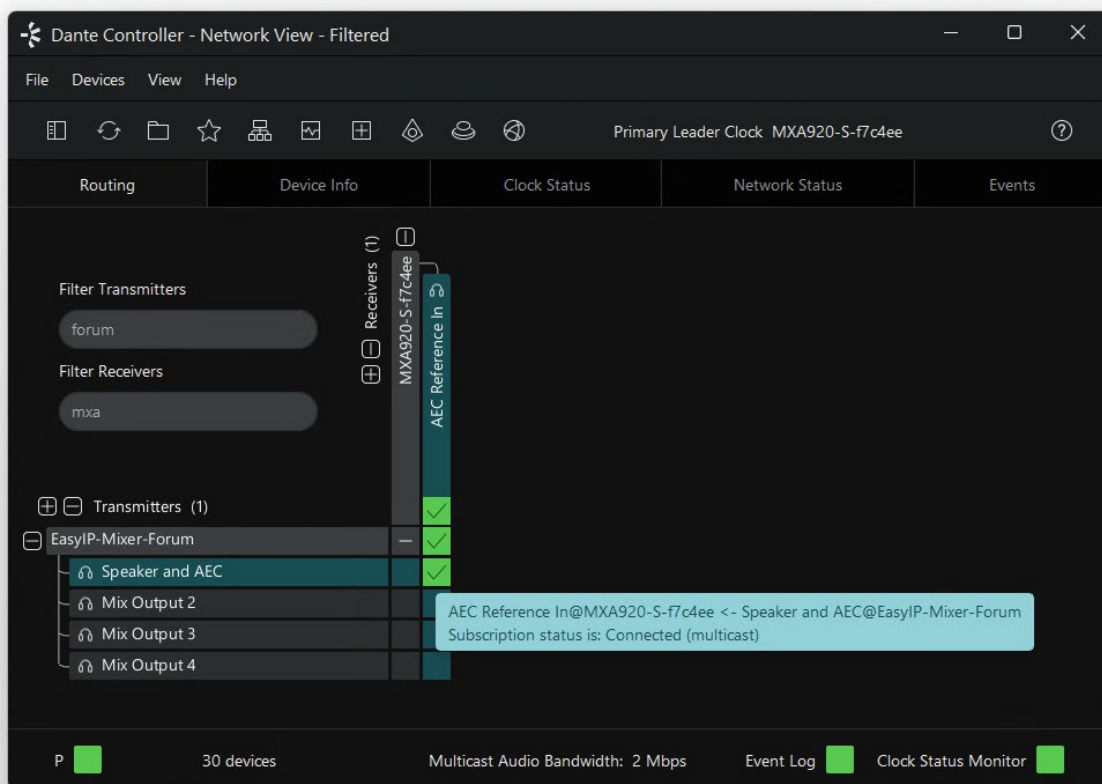 Dante Controller - Network View - Filtered
File Devices View Help
Primary Leader Clock MXA920-S-f7c4ee
Routing Device Info Clock Status Network Status Events
Receivers (1)
MXA920-S-f7c4ee
AEC Reference In
Filter Transmitters
forum
Filter Receivers
mxa
Transmitters (1)
EasyIP-Mixer-Forum
Speaker and AEC
Mix Output 2
Mix Output 3
Mix Output 4
AEC Reference In@MXA920-S-f7c4ee <- Speaker and AEC@EasyIP-Mixer-Forum
Subscription status is: Connected (multicast)
P 30 devices Multicast Audio Bandwidth: 2 Mbps Event Log Clock Status Monitor